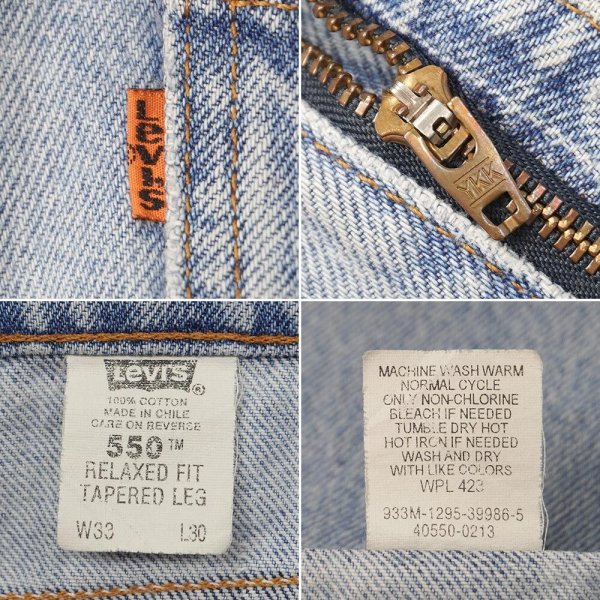 LEVI'S
YKK
Levi's ®
100% COTTON
MADE IN CHILE
CARE ON REVERSE
550™
RELAXED FIT
TAPERED LEG
W33 L30
MACHINE WASH WARM
NORMAL CYCLE
ONLY NON-CHLORINE
BLEACH IF NEEDED
TUMBLE DRY HOT
HOT IRON IF NEEDED
WASH AND DRY
WITH LIKE COLORS
WPL 423
933M-1295-39986-5
40550-0213